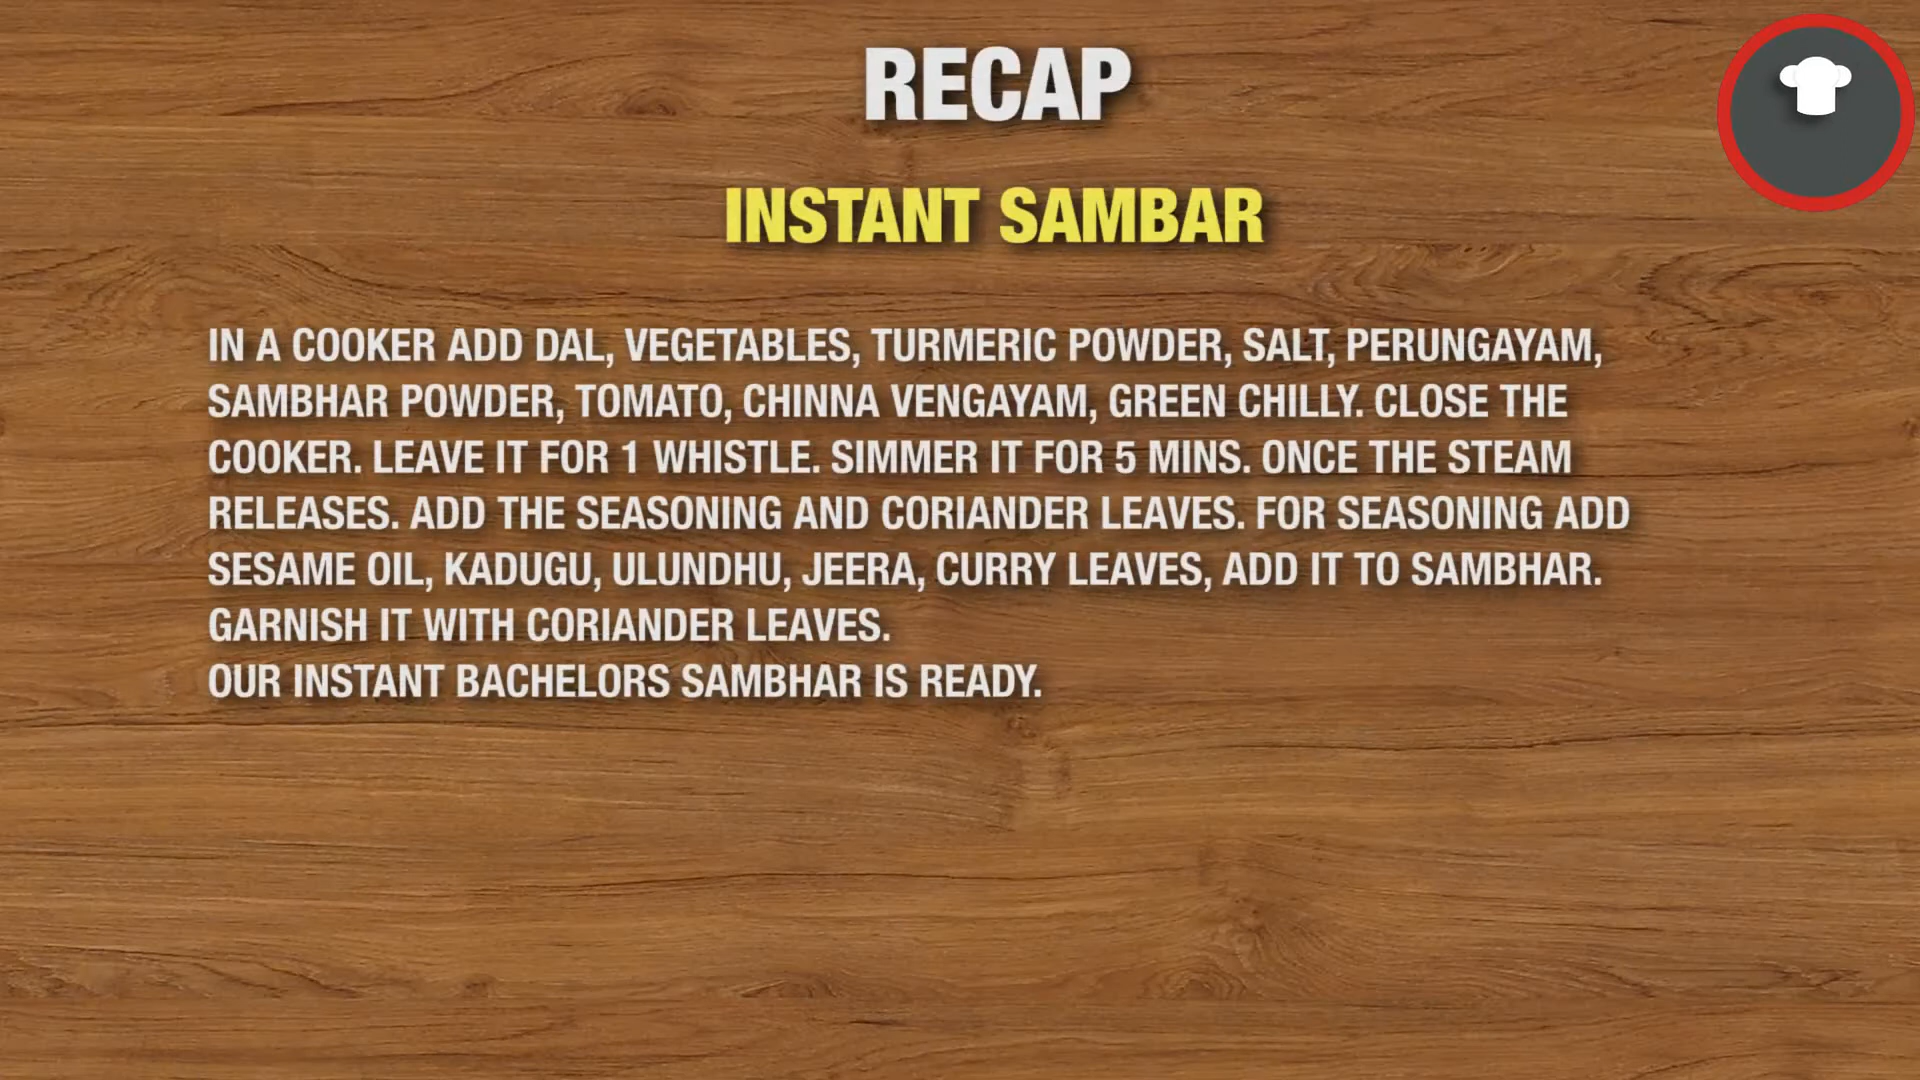 RECAP
INSTANT SAMBAR
IN A COOKER ADD DAL, VEGETABLES, TURMERIC POWDER, SALT, PERUNGAYAM,
SAMBHAR POWDER, TOMATO, CHINNA VENGAYAM, GREEN CHILLY. CLOSE THE
COOKER. LEAVE IT FOR 1 WHISTLE. SIMMER IT FOR 5 MINS. ONCE THE STEAM
RELEASES. ADD THE SEASONING AND CORIANDER LEAVES. FOR SEASONING ADD
SESAME OIL, KADUGU, ULUNDHU, JEERA, CURRY LEAVES, ADD IT TO SAMBHAR.
GARNISH IT WITH CORIANDER LEAVES.
OUR INSTANT BACHELORS SAMBHAR IS READY.